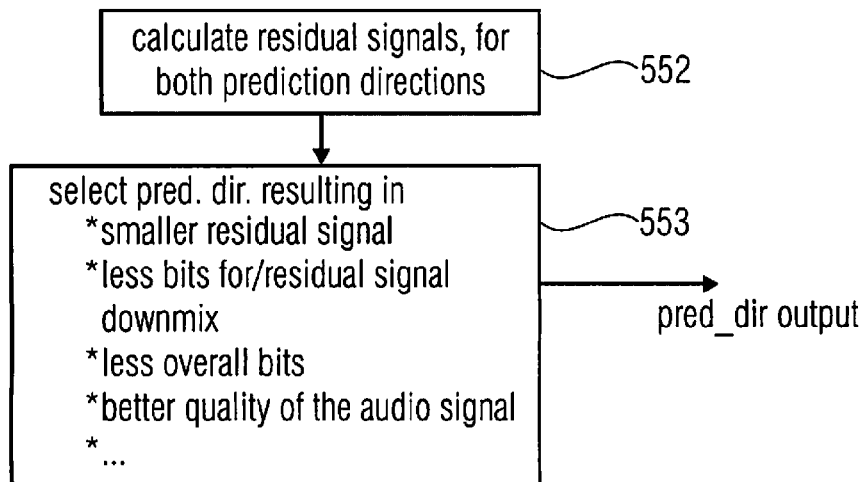 calculate residual signals, for
both prediction directions
552
select pred. dir. resulting in
*smaller residual signal
*less bits for/residual signal
downmix
*less overall bits
*better quality of the audio signal
*...
553
pred_dir output